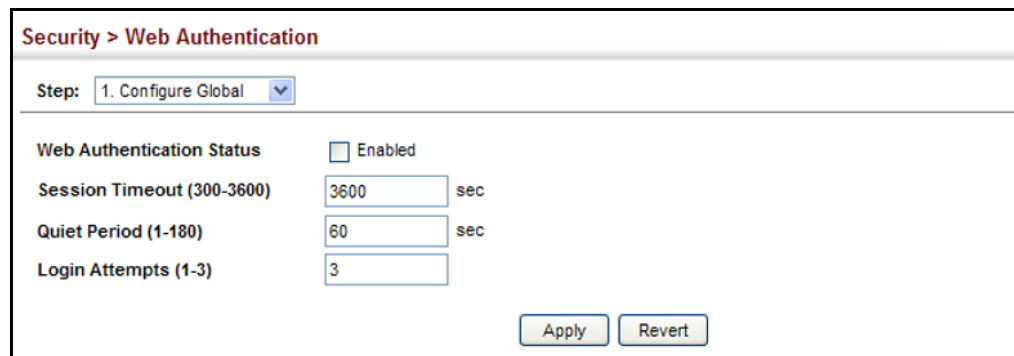 Security > Web Authentication
Step: 1. Configure Global
Web Authentication Status Enabled
Session Timeout (300-3600) 3600 sec
Quiet Period (1-180) 60 sec
Login Attempts (1-3) 3
Apply Revert